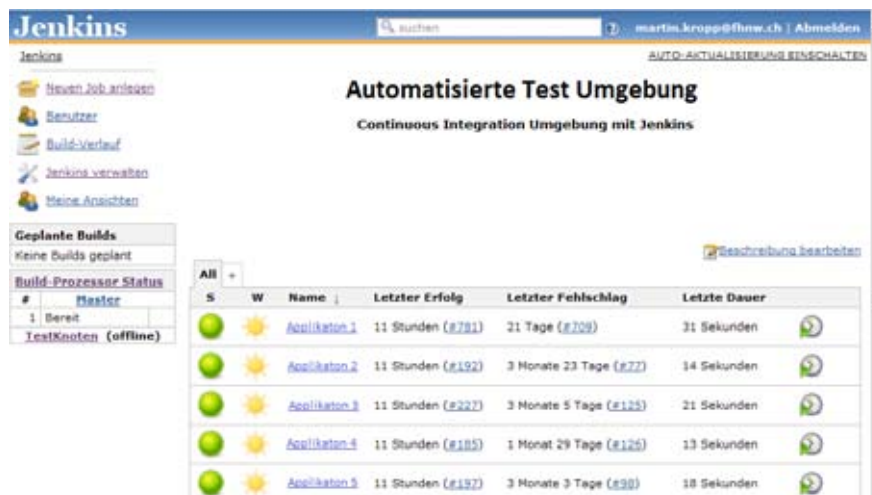 Jenkins
suchen
martin.kropp@fhnw.ch | Abmelden
Jenkins
AUTO-AKTUALISIERUNG EINSCHALTEN
Neuen Job anlegen
Benutzer
Build-Verlauf
Jenkins verwalten
Meine Ansichten
Automatisierte Test Umgebung
Continuous Integration Umgebung mit Jenkins
Geplante Builds
Keine Builds geplant
Build-Prozessor Status
# Master
1 Bereit
TestKnoten (offline)
Beschreibung bearbeiten
All +
S W Name ↓ Letzter Erfolg Letzter Fehlschlag Letzte Dauer
Applikaton 1 11 Stunden (#781) 21 Tage (#709) 31 Sekunden
Applikaton 2 11 Stunden (#192) 3 Monate 23 Tage (#77) 14 Sekunden
Applikaton 3 11 Stunden (#227) 3 Monate 5 Tage (#125) 21 Sekunden
Applikaton 4 11 Stunden (#185) 1 Monat 29 Tage (#126) 13 Sekunden
Applikaton 5 11 Stunden (#197) 3 Monate 3 Tage (#98) 18 Sekunden